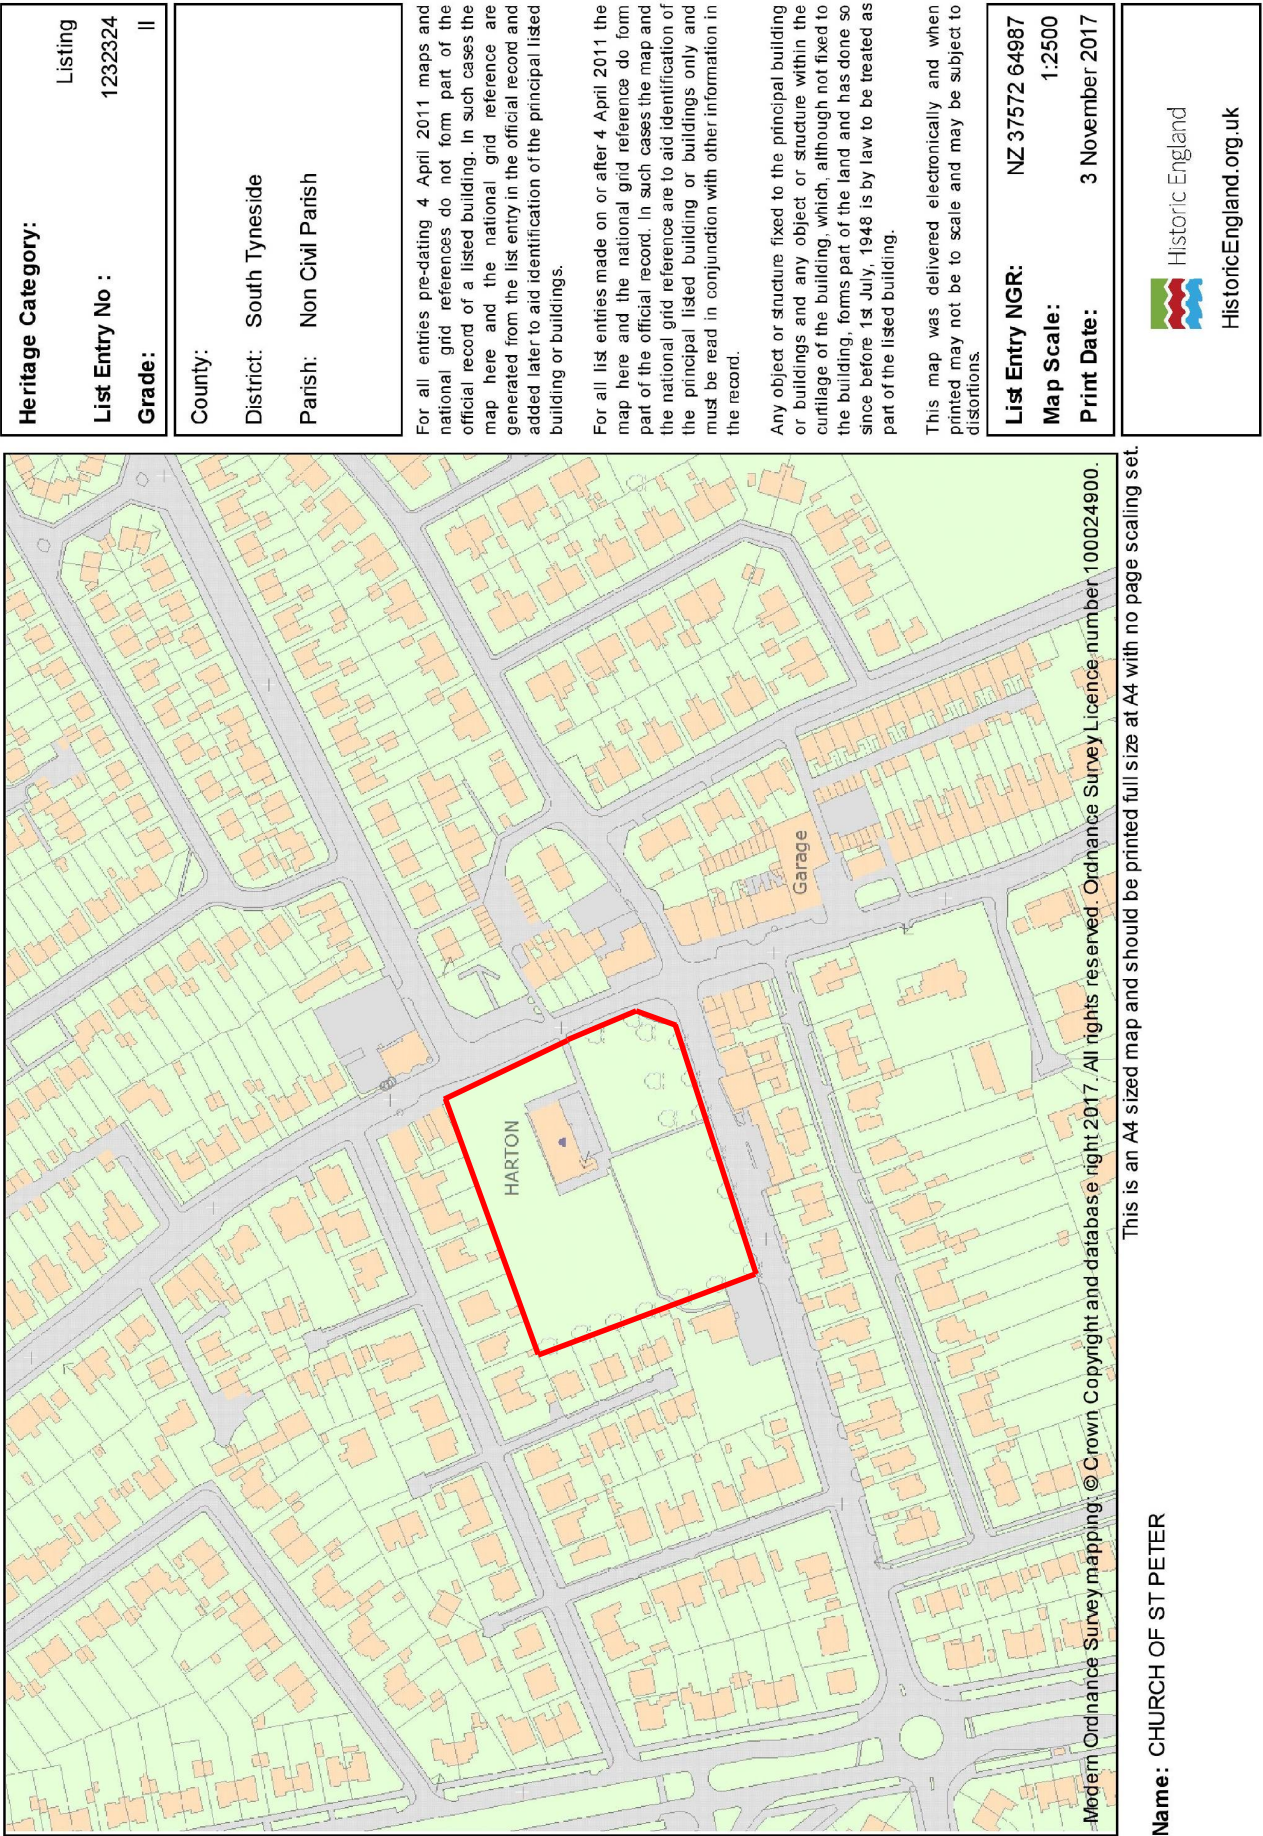 Heritage Category:
Listing
List Entry No : 1232324
Grade: II
County:
District: South Tyneside
Parish: Non Civil Parish
For all entries pre-dating 4 April 2011 maps and
national grid references do not form part of the
official record of a listed building. In such cases the
map here and the national grid reference are
generated from the list entry in the official record and
added later to aid identification of the principal listed
building or buildings.
For all list entries made on or after 4 April 2011 the
map here and the national grid reference do form
part of the official record. In such cases the map and
the national grid reference are to aid identification of
the principal listed building or buildings only and
must be read in conjunction with other information in
the record.
Any object or structure fixed to the principal building
or buildings and any object or structure within the
curtilage of the building, which, although not fixed to
the building, forms part of the land and has done so
since before 1st July, 1948 is by law to be treated as
part of the listed building.
This map was delivered electronically and when
printed may not be to scale and may be subject to
distortions.
List Entry NGR: NZ 37572 64987
Map Scale: 1:2500
Print Date: 3 November 2017
Historic England
HistoricEngland.org.uk
HARTON
Garage
Modern Ordnance Survey mapping: © Crown Copyright and database right 2017. All rights reserved. Ordnance Survey Licence number 100024900.
This is an A4 sized map and should be printed full size at A4 with no page scaling set.
Name: CHURCH OF ST PETER